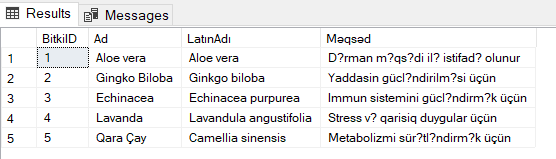 Results Messages
BitkiID Ad LatınAdı Məqsəd
1 1 Aloe vera Aloe vera D?rman m?qs?di il? istifad? olunur
2 2 Gingko Biloba Ginkgo biloba Yaddasin gücl?ndirilm?si üçün
3 3 Echinacea Echinacea purpurea Immun sistemini gücl?ndirm?k üçün
4 4 Lavanda Lavandula angustifolia Stress v? qarisiq duygular üçün
5 5 Qara Çay Camellia sinensis Metabolizmi sür?tl?ndirm?k üçün